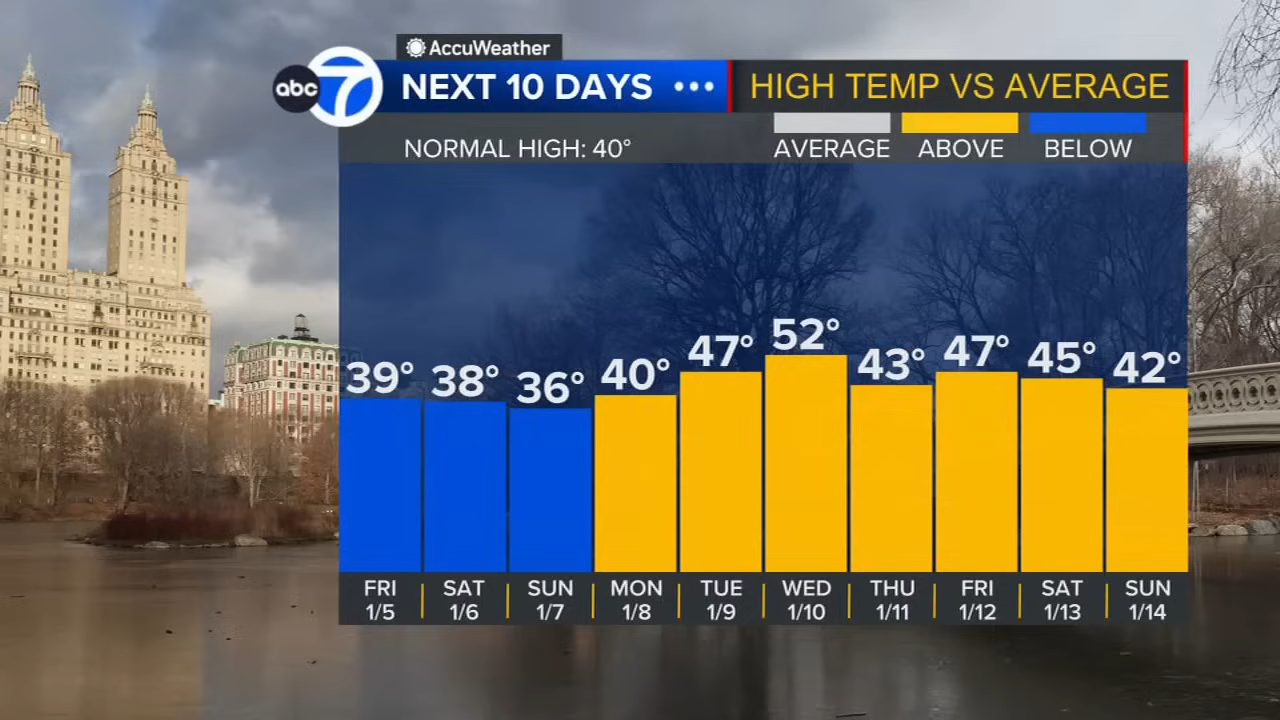 AccuWeather
abc 7 NEXT 10 DAYS ••• HIGH TEMP VS AVERAGE
NORMAL HIGH: 40° AVERAGE ABOVE BELOW
39° 38° 36° 40° 47° 52° 43° 47° 45° 42°
FRI SAT SUN MON TUE WED THU FRI SAT SUN
1/5 1/6 1/7 1/8 1/9 1/10 1/11 1/12 1/13 1/14